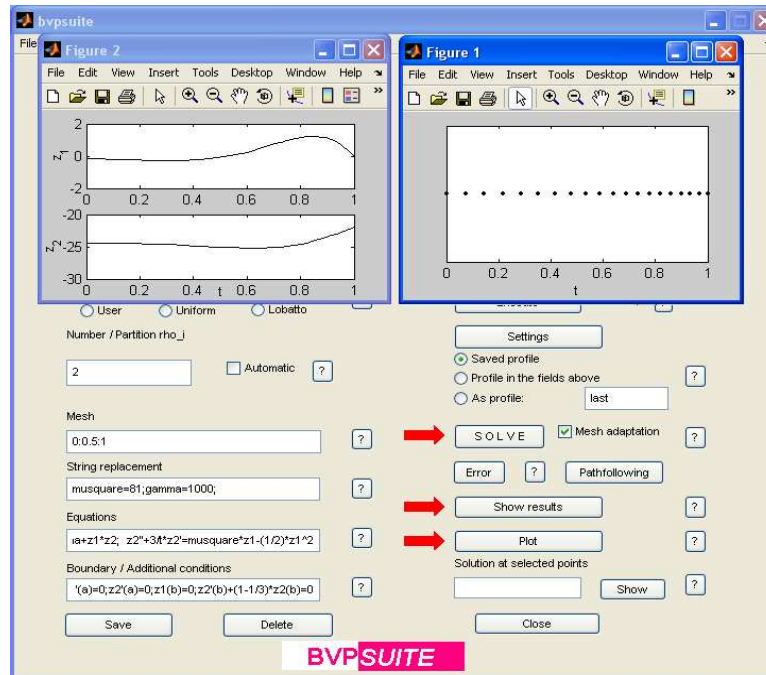 bvpsuite
File
Figure 2
File Edit View Insert Tools Desktop Window Help
2
0
-2
z1
0 0.2 0.4 0.6 0.8 1
-20
-25
-30
z2
0 0.2 0.4 0.6 0.8 1
t
Figure 1
File Edit View Insert Tools Desktop Window Help
0 0.2 0.4 0.6 0.8 1
t
User Uniform Lobatto
Number / Partition rho_i
2
Automatic ?
Mesh
0:0.5:1 ?
String replacement
musquare=81;gamma=1000; ?
Equations
a+z1*z2; z2''+3/t*z2'=musquare*z1-(1/2)*z1^2 ?
Boundary / Additional conditions
'(a)=0;z2'(a)=0;z1(b)=0;z2'(b)+(1-1/3)*z2(b)=0 ?
Save Delete
Settings
Saved profile
Profile in the fields above ?
As profile: last
S O L V E Mesh adaptation ?
Error ? Pathfollowing
Show results ?
Plot ?
Solution at selected points
Show ?
Close
BVPSUITE